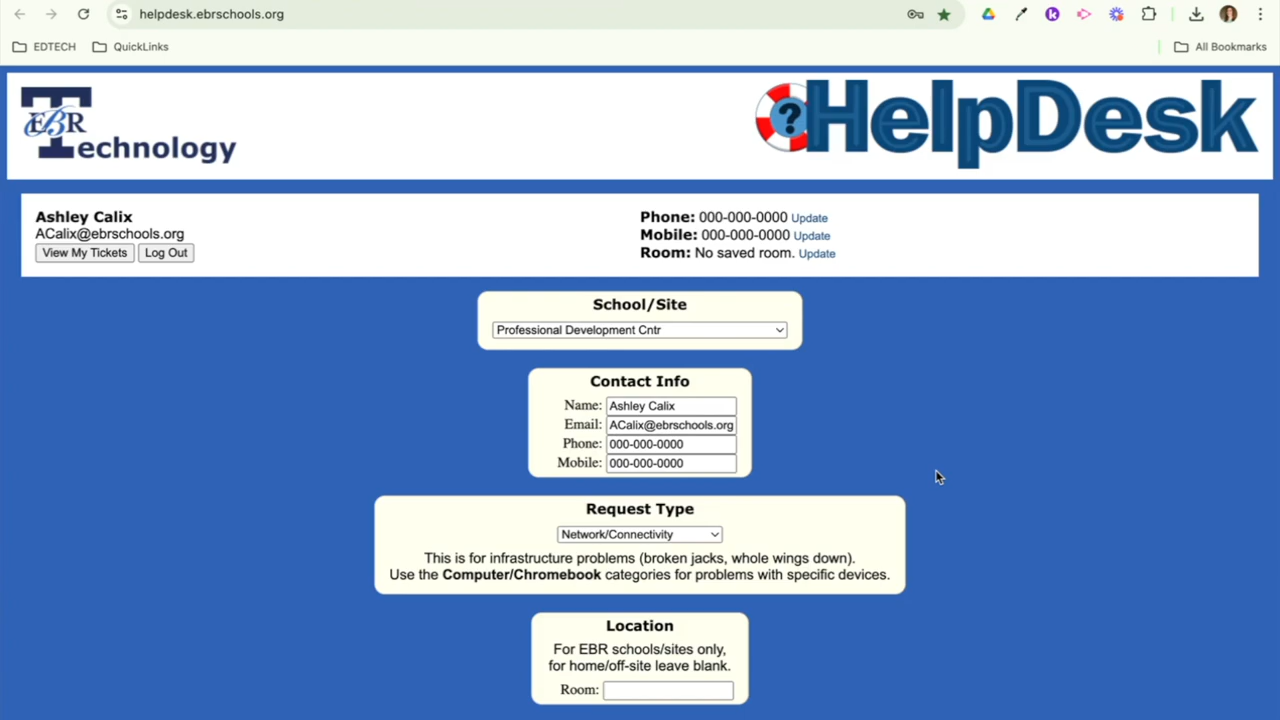 helpdesk.ebrschools.org
EDTECH
QuickLinks
All Bookmarks
EBR Technology
?HelpDesk
Ashley Calix
ACalix@ebrschools.org
View My Tickets
Log Out
Phone: 000-000-0000 Update
Mobile: 000-000-0000 Update
Room: No saved room. Update
School/Site
Professional Development Cntr
Contact Info
Name: Ashley Calix
Email: ACalix@ebrschools.org
Phone: 000-000-0000
Mobile: 000-000-0000
Request Type
Network/Connectivity
This is for infrastructure problems (broken jacks, whole wings down).
Use the Computer/Chromebook categories for problems with specific devices.
Location
For EBR schools/sites only,
for home/off-site leave blank.
Room: